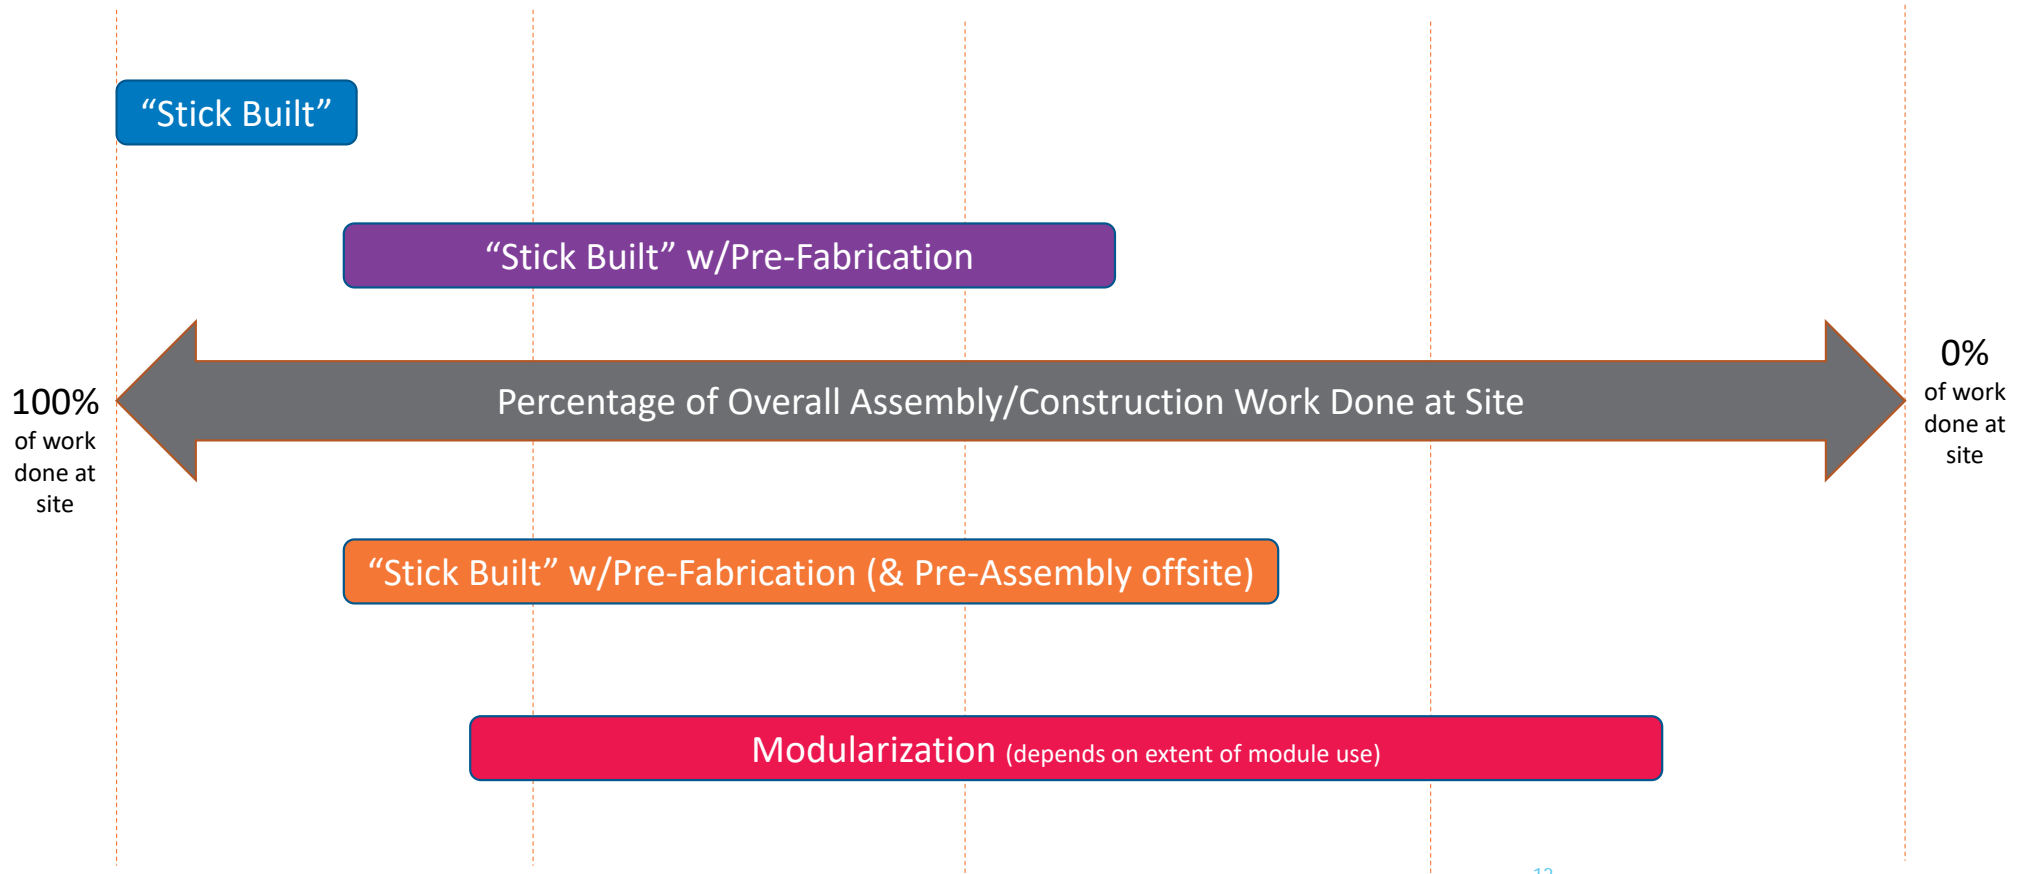 “Stick Built”
“Stick Built” w/Pre-Fabrication
100%
of work
done at
site
Percentage of Overall Assembly/Construction Work Done at Site
0%
of work
done at
site
“Stick Built” w/Pre-Fabrication (& Pre-Assembly offsite)
Modularization (depends on extent of module use)